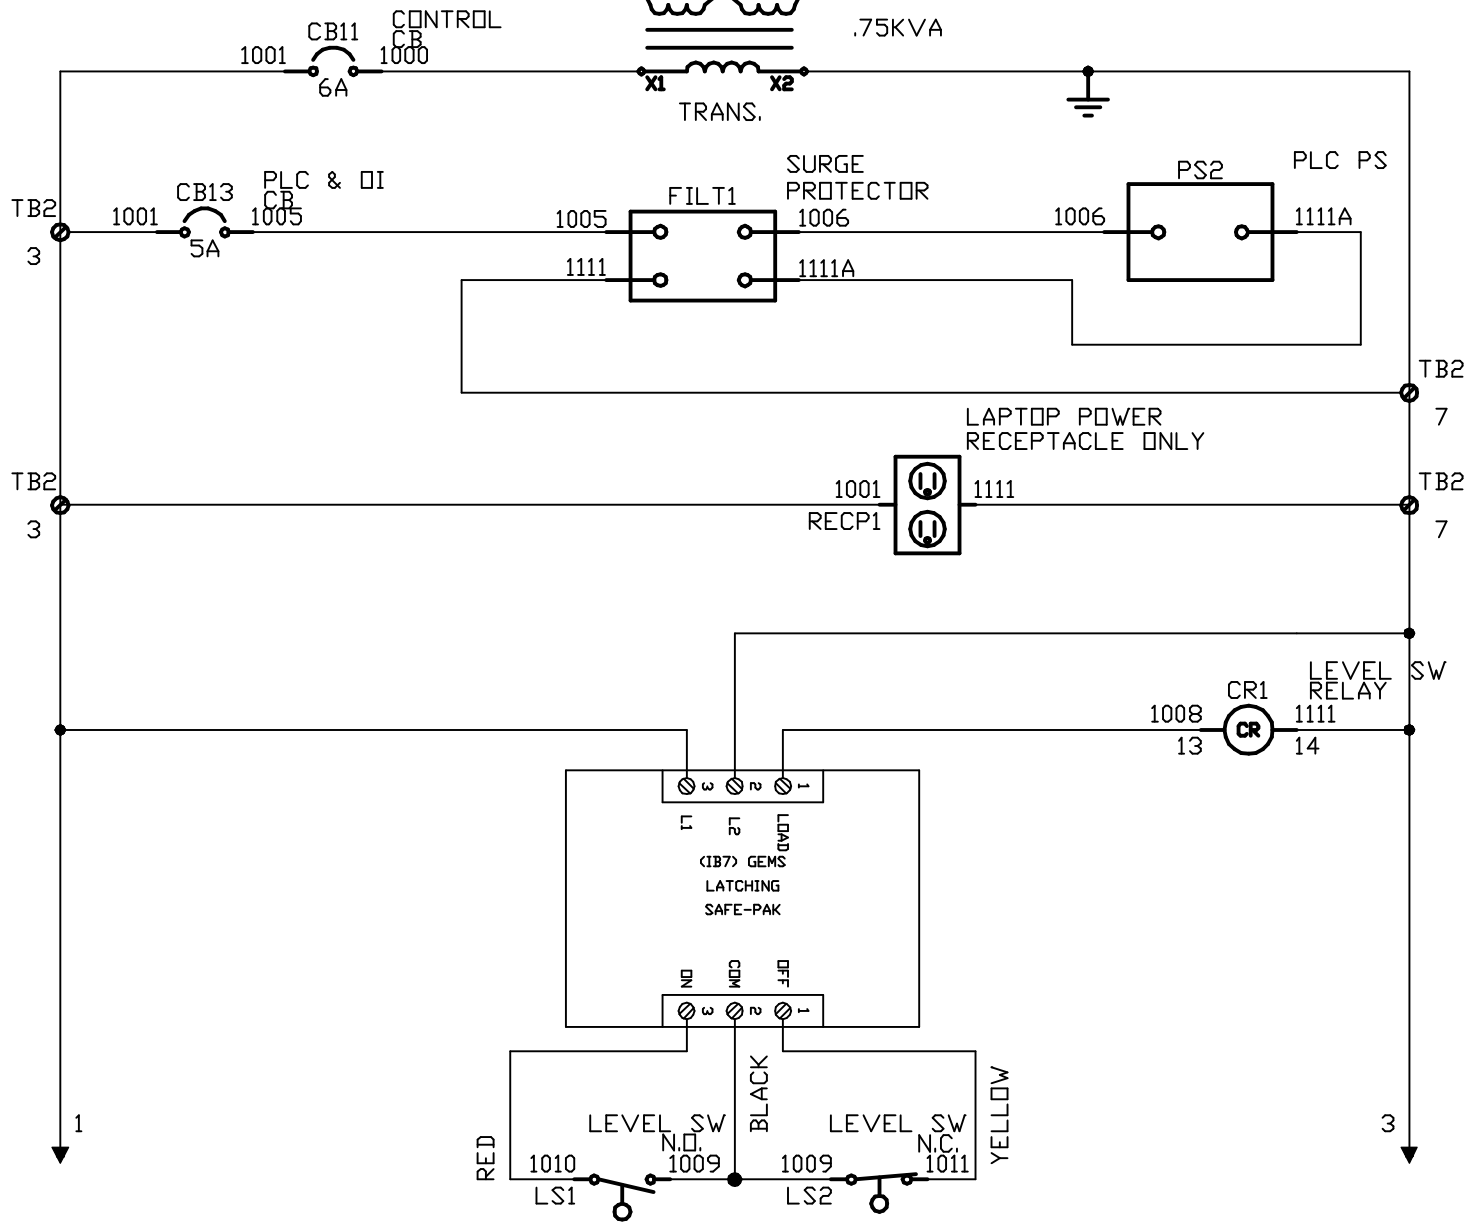 CONTROL
CB
CB11
1001
1000
6A
.75KVA
X1
X2
TRANS.
PLC & OI
CB
CB13
TB2
1001
1005
5A
3
FILT1
SURGE
PROTECTOR
1005
1006
1111
1111A
PS2
PLC PS
1006
1111A
TB2
7
LAPTOP POWER
RECEPTACLE ONLY
TB2
3
1001
1111
RECP1
TB2
7
LEVEL SW
RELAY
CR1
1008
CR
1111
13
14
3
2
1
L1
L2
LOAD
(IB7) GEMS
LATCHING
SAFE-PAK
ON
COM
OFF
3
2
1
RED
BLACK
YELLOW
LEVEL SW
N.O.
1010
1009
LS1
LEVEL SW
N.C.
1009
1011
LS2
1
3